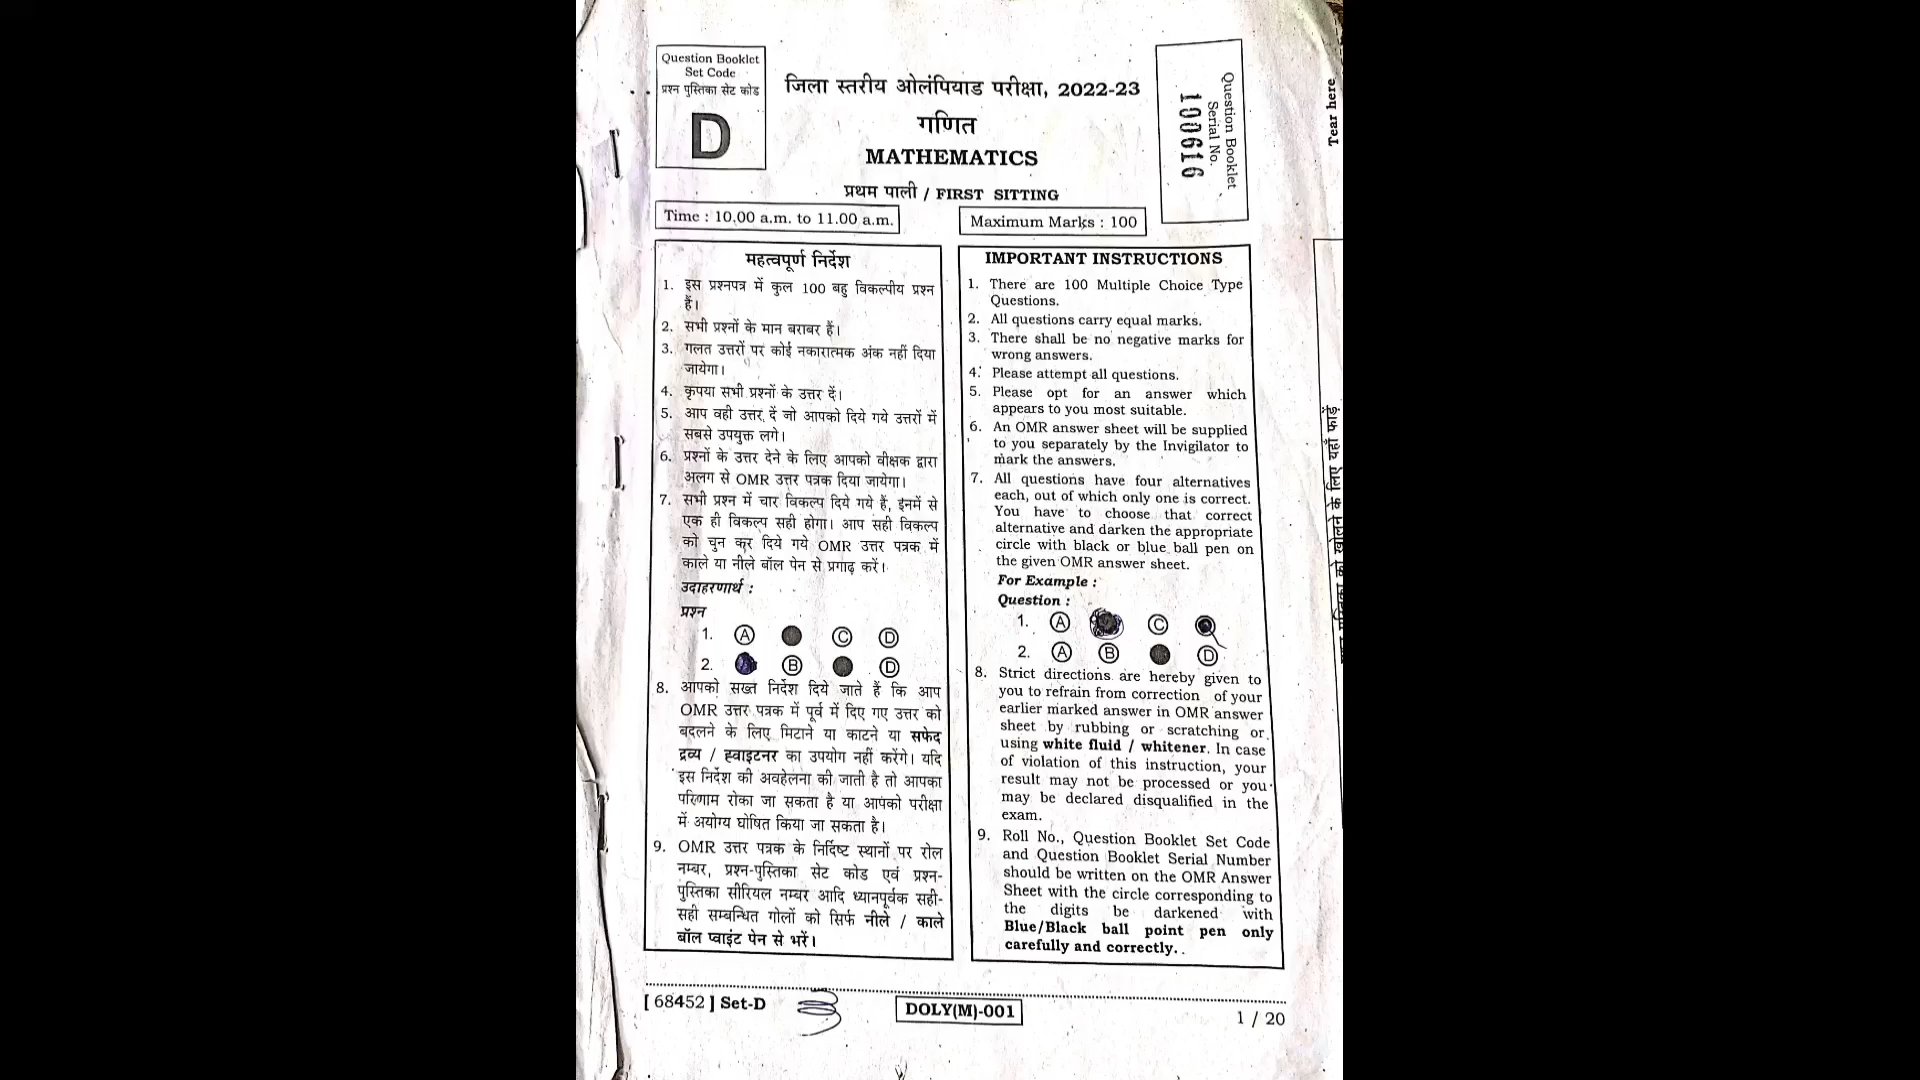 Question Booklet
Set Code
प्रश्न पुस्तिका सेट कोड
D
जिला स्तरीय ओलंपियाड परीक्षा, 2022-23
गणित
MATHEMATICS
प्रथम पाली / FIRST SITTING
Question Booklet
Serial No.
100616
Tear here
Time : 10.00 a.m. to 11.00 a.m.
Maximum Marks : 100
महत्वपूर्ण निर्देश
1. इस प्रश्नपत्र में कुल 100 बहु विकल्पीय प्रश्न
हैं।
2. सभी प्रश्नों के मान बराबर हैं।
3. गलत उत्तरों पर कोई नकारात्मक अंक नहीं दिया
जायेगा।
4. कृपया सभी प्रश्नों के उत्तर दें।
5. आप वही उत्तर दें जो आपको दिये गये उत्तरों में
सबसे उपयुक्त लगे।
6. प्रश्नों के उत्तर देने के लिए आपको वीक्षक द्वारा
अलग से OMR उत्तर पत्रक दिया जायेगा।
7. सभी प्रश्न में चार विकल्प दिये गये हैं, इनमें से
एक ही विकल्प सही होगा। आप सही विकल्प
को चुन कर दिये गये OMR उत्तर पत्रक में
काले या नीले बॉल पेन से प्रगाढ़ करें।
उदाहरणार्थ :
प्रश्न
1. A C D
2. B D
8. आपको सख्त निर्देश दिये जाते हैं कि आप
OMR उत्तर पत्रक में पूर्व में दिए गए उत्तर को
बदलने के लिए मिटाने या काटने या सफेद
द्रव्य / ह्वाइटनर का उपयोग नहीं करेंगे। यदि
इस निर्देश की अवहेलना की जाती है तो आपका
परिणाम रोका जा सकता है या आपको परीक्षा
में अयोग्य घोषित किया जा सकता है।
9. OMR उत्तर पत्रक के निर्दिष्ट स्थानों पर रोल
नम्बर, प्रश्न-पुस्तिका सेट कोड एवं प्रश्न-
पुस्तिका सीरियल नम्बर आदि ध्यानपूर्वक सही-
सही सम्बन्धित गोलों को सिर्फ नीले / काले
बॉल प्वाइंट पेन से भरें।
IMPORTANT INSTRUCTIONS
1. There are 100 Multiple Choice Type
Questions.
2. All questions carry equal marks.
3. There shall be no negative marks for
wrong answers.
4. Please attempt all questions.
5. Please opt for an answer which
appears to you most suitable.
6. An OMR answer sheet will be supplied
to you separately by the Invigilator to
mark the answers.
7. All questions have four alternatives
each, out of which only one is correct.
You have to choose that correct
alternative and darken the appropriate
circle with black or blue ball pen on
the given OMR answer sheet.
For Example :
Question :
1. A C
2. A B D
8. Strict directions are hereby given to
you to refrain from correction of your
earlier marked answer in OMR answer
sheet by rubbing or scratching or
using white fluid / whitener. In case
of violation of this instruction, your
result may not be processed or you
may be declared disqualified in the
exam.
9. Roll No., Question Booklet Set Code
and Question Booklet Serial Number
should be written on the OMR Answer
Sheet with the circle corresponding to
the digits be darkened with
Blue/Black ball point pen only
carefully and correctly.
को खोलने के लिए यहाँ फाड़ें
[ 68452 ] Set-D
DOLY(M)-001
1 / 20